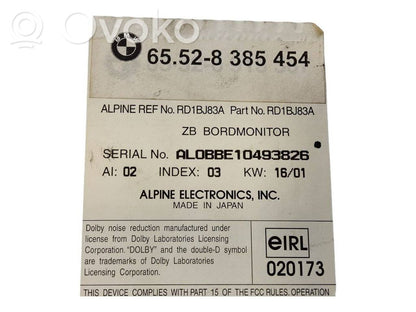 Ovoko
BMW
65.52-8 385 454
ALPINE REF No. RD1BJ83A Part No. RD1BJ83A
ZB BORDMONITOR
SERIAL No. AL0BBE10493826
AI: 02 INDEX: 03 KW: 16/01
ALPINE ELECTRONICS, INC.
MADE IN JAPAN
Dolby noise reduction manufactured under
license from Dolby Laboratories Licensing
Corporation. "DOLBY" and the double-D symbol
are trademarks of Dolby Laboratories
Licensing Corporation.
eIRL
020173
THIS DEVICE COMPLIES WITH PART 15 OF THE FCC RULES. OPERATION